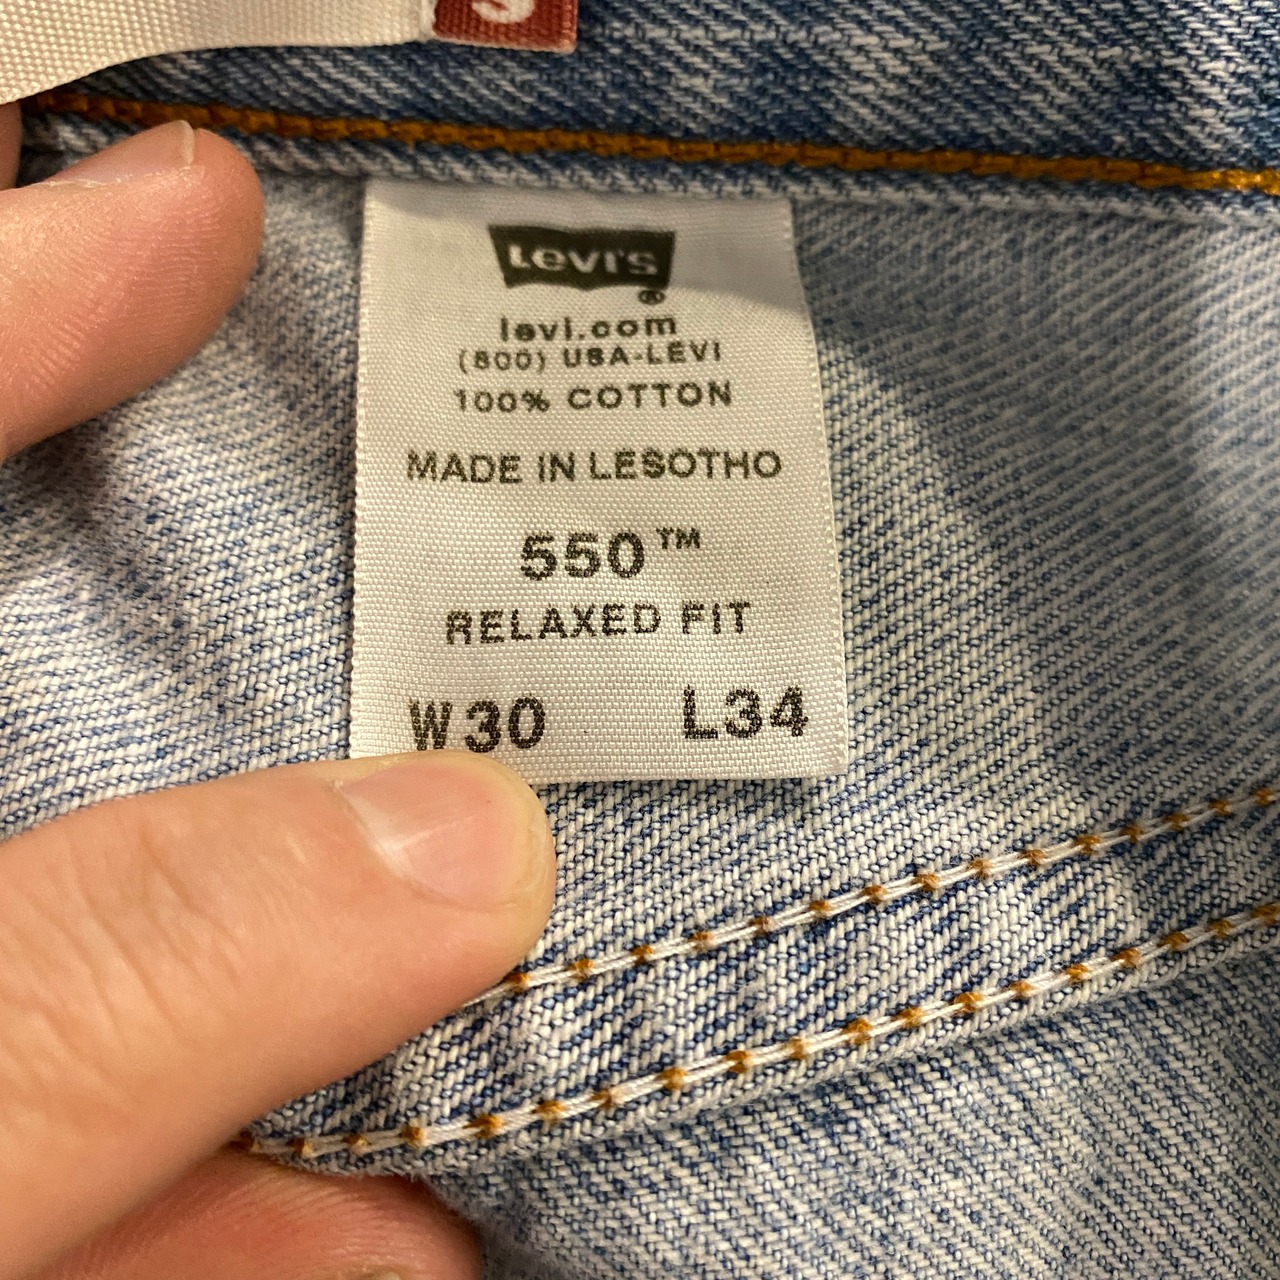 Levi's
®
levi.com
(800) USA-LEVI
100% COTTON
MADE IN LESOTHO
550™
RELAXED FIT
W30 L34